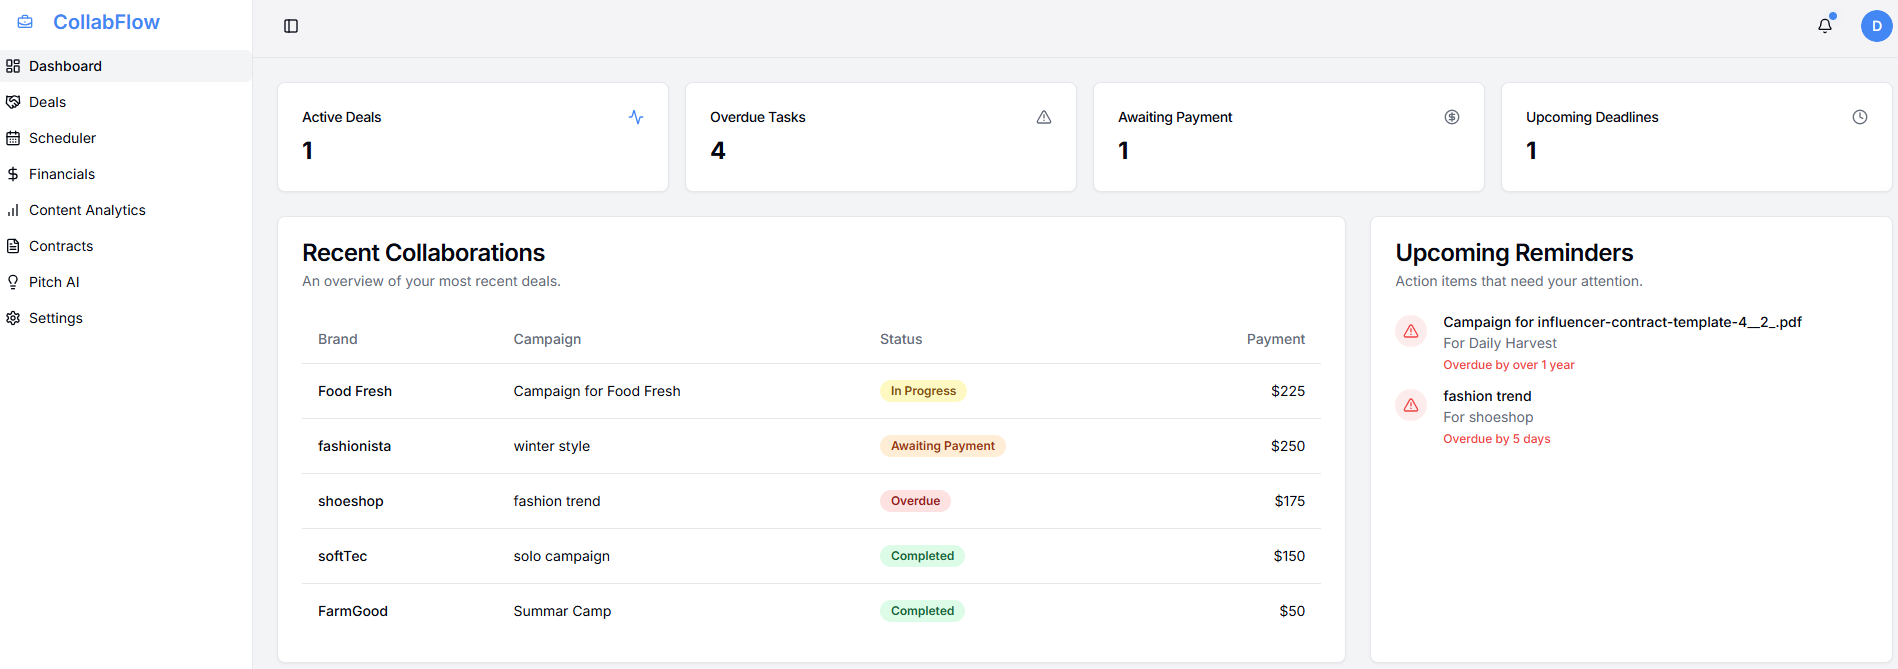 CollabFlow
D
Dashboard
Deals
Scheduler
Financials
Content Analytics
Contracts
Pitch AI
Settings
Active Deals
1
Overdue Tasks
4
Awaiting Payment
1
Upcoming Deadlines
1
Recent Collaborations
An overview of your most recent deals.
Brand Campaign Status Payment
Food Fresh Campaign for Food Fresh In Progress $225
fashionista winter style Awaiting Payment $250
shoeshop fashion trend Overdue $175
softTec solo campaign Completed $150
FarmGood Summar Camp Completed $50
Upcoming Reminders
Action items that need your attention.
Campaign for influencer-contract-template-4__2_.pdf
For Daily Harvest
Overdue by over 1 year
fashion trend
For shoeshop
Overdue by 5 days